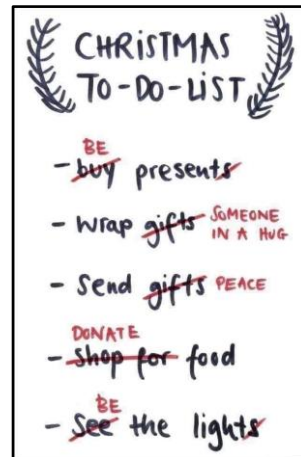 CHRISTMAS
TO-DO-LIST
BE
- buy presents
- wrap gifts SOMEONE
IN A HUG
- send gifts PEACE
DONATE
- shop for food
BE
- see the lights